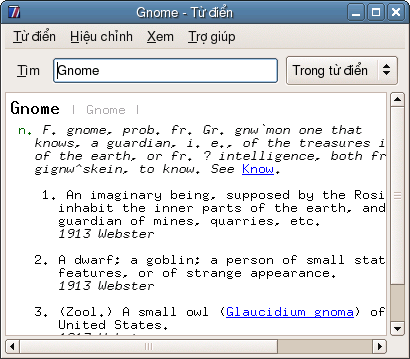 Gnome - Từ điển
Từ điển Hiệu chỉnh Xem Trợ giúp
Tìm Gnome Trong từ điển
Gnome | Gnome |
n. F. gnome, prob. fr. Gr. gnw`mon one that
knows, a guardian, i. e., of the treasures i
of the earth, or fr. ? intelligence, both fr
gignw^skein, to know. See Know.
1. An imaginary being, supposed by the Rosi
inhabit the inner parts of the earth, and
guardian of mines, quarries, etc.
1913 Webster
2. A dwarf; a goblin; a person of small stat
features, or of strange appearance.
1913 Webster
3. (Zool.) A small owl (Glaucidium gnoma) of
United States.
1913 Webster